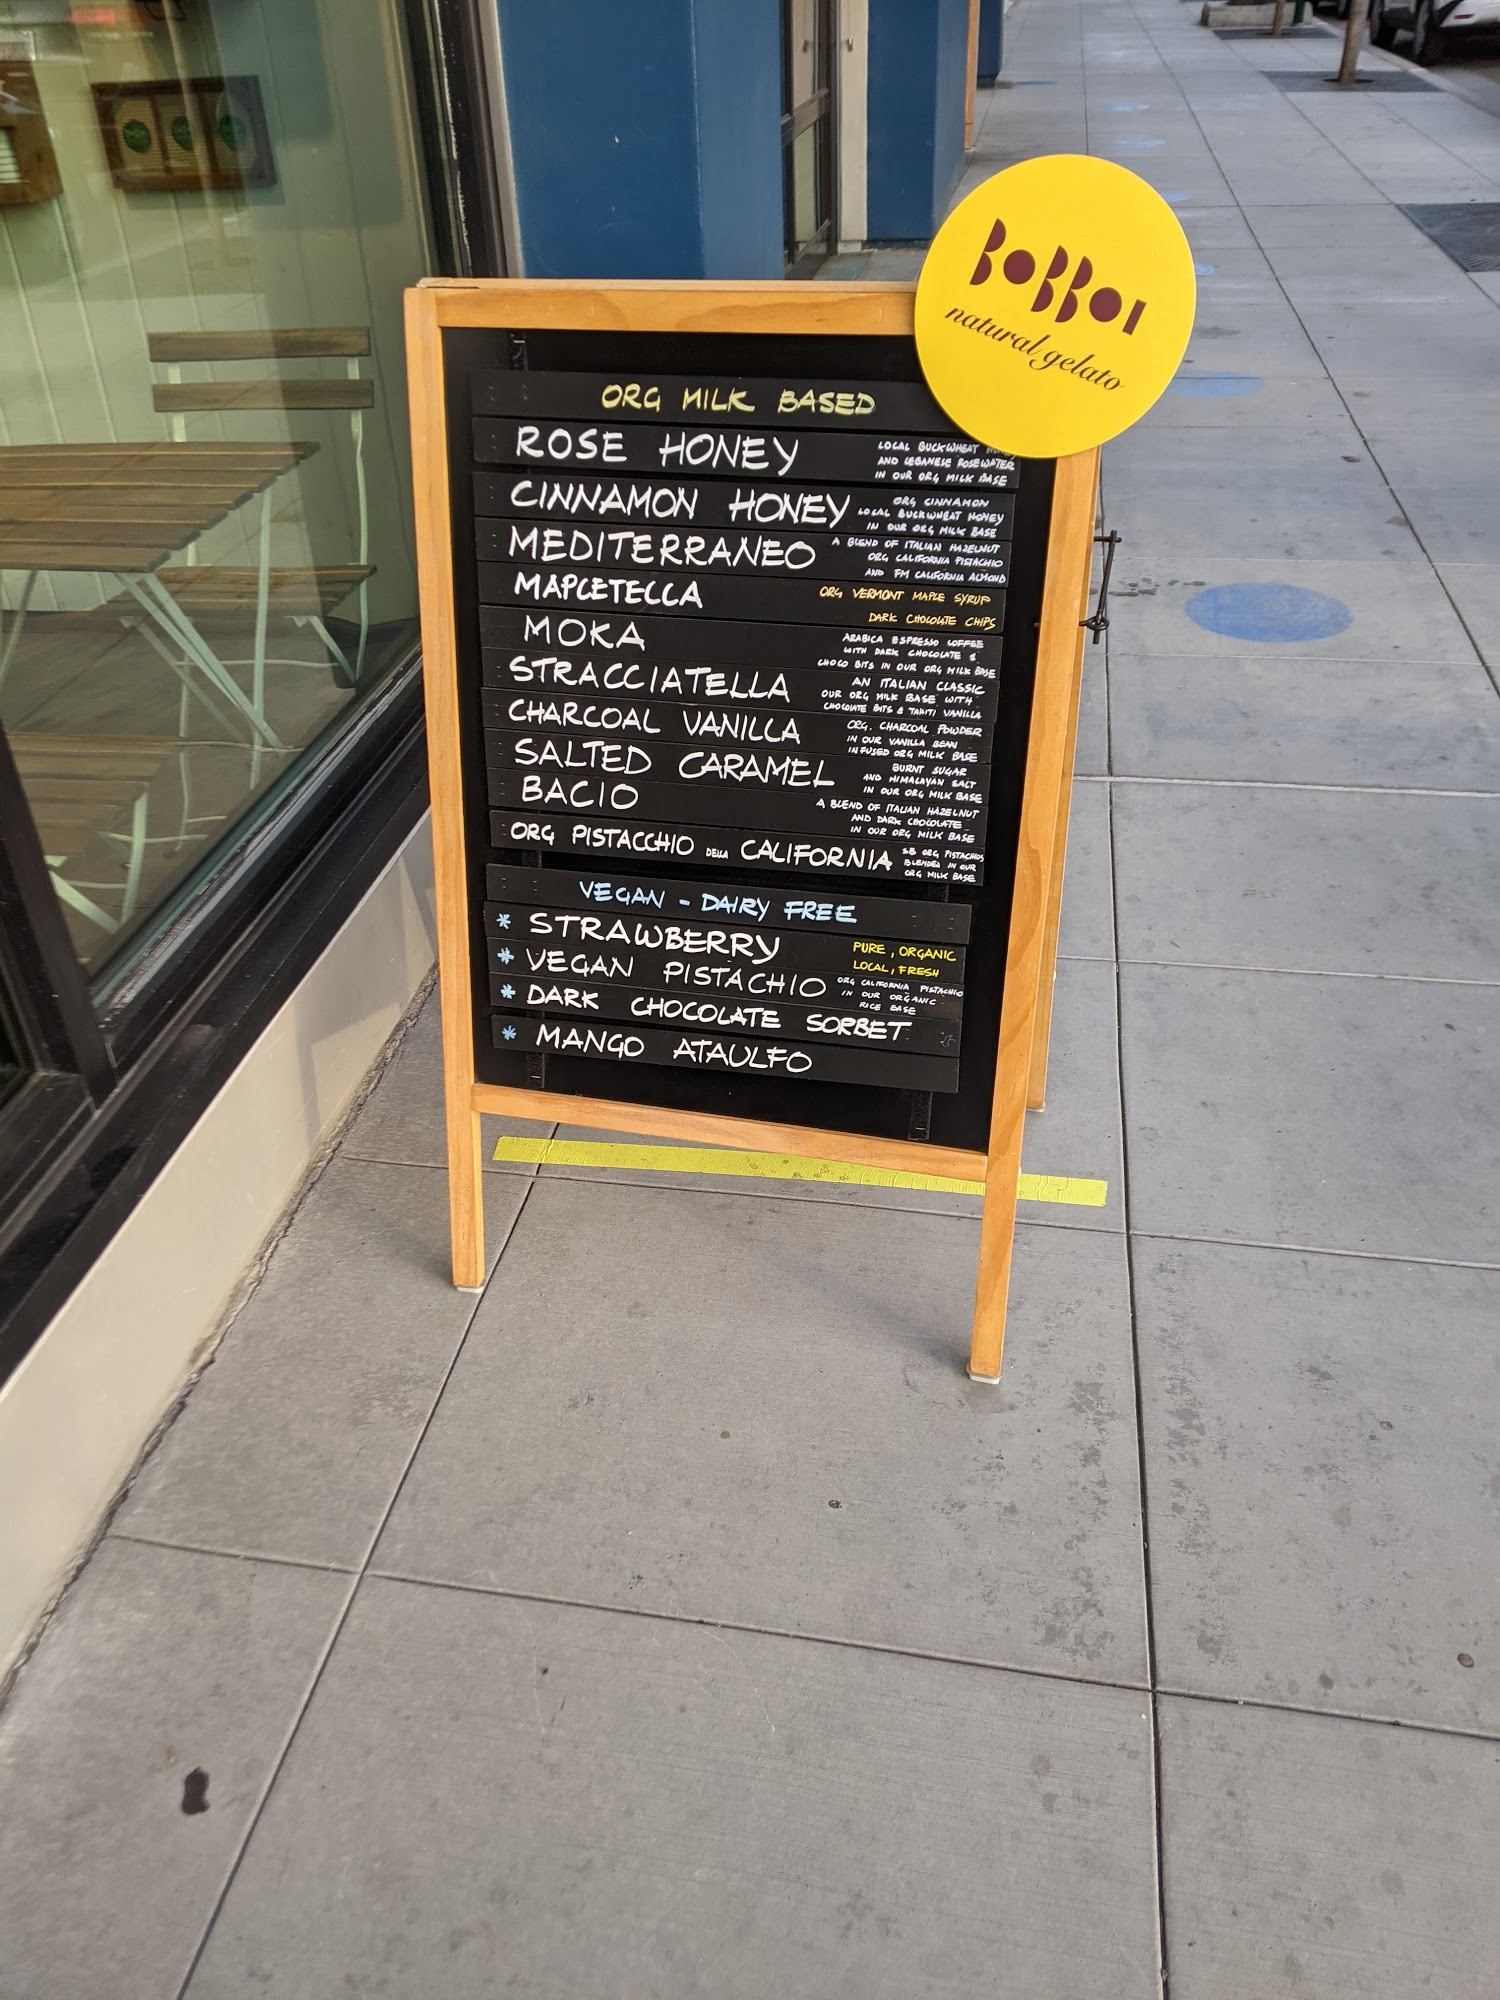 BOBBOI
natural gelato
ORG MILK BASED
ROSE HONEY
LOCAL BUCKWHEAT
AND LEBANESE ROSEWATER
IN OUR ORG MILK BASE
CINNAMON HONEY
ORG CINNAMON
LOCAL BUCKWHEAT HONEY
IN OUR ORG MILK BASE
MEDITERRANEO
A BLEND OF ITALIAN HAZELNUT
ORG CALIFORNIA PISTACHIO
AND FM CALIFORNIA ALMOND
MAPLETELLA
ORG VERMONT MAPLE SYRUP
DARK CHOCOLATE CHIPS
MOKA
ARABICA ESPRESSO COFFEE
WITH DARK CHOCOLATE &
CHOCO BITS IN OUR ORG MILK BASE
STRACCIATELLA
AN ITALIAN CLASSIC
OUR ORG MILK BASE WITH
CHOCOLATE BITS & TAHITI VANILLA
CHARCOAL VANILLA
ORG. CHARCOAL POWDER
IN OUR VANILLA BEAN
INFUSED ORG MILK BASE
SALTED CARAMEL
BURNT SUGAR
AND HIMALAYAN SALT
IN OUR ORG MILK BASE
BACIO
A BLEND OF ITALIAN HAZELNUT
AND DARK CHOCOLATE
IN OUR ORG MILK BASE
ORG PISTACCHIO DELLA CALIFORNIA
SB ORG PISTACHIOS
BLENDED IN OUR
ORG MILK BASE
VEGAN - DAIRY FREE
* STRAWBERRY
PURE, ORGANIC
LOCAL, FRESH
* VEGAN PISTACHIO
ORG CALIFORNIA PISTACHIO
IN OUR ORGANIC
RICE BASE
* DARK CHOCOLATE SORBET
* MANGO ATAULFO